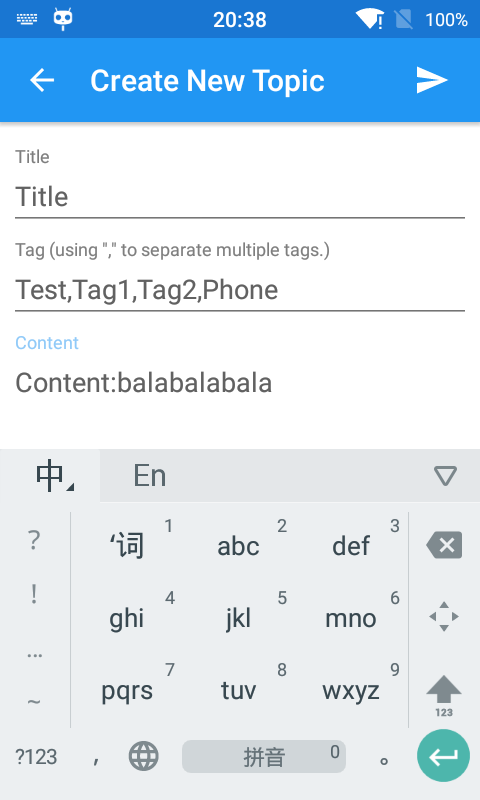 20:38 100%
Create New Topic
Title
Title
Tag (using "," to separate multiple tags.)
Test,Tag1,Tag2,Phone
Content
Content:balabalabala
中 En
? ‘词 1 abc 2 def 3
! ghi 4 jkl 5 mno 6
...
~ pqrs 7 tuv 8 wxyz 9
123
?123 , 拼音 0 。